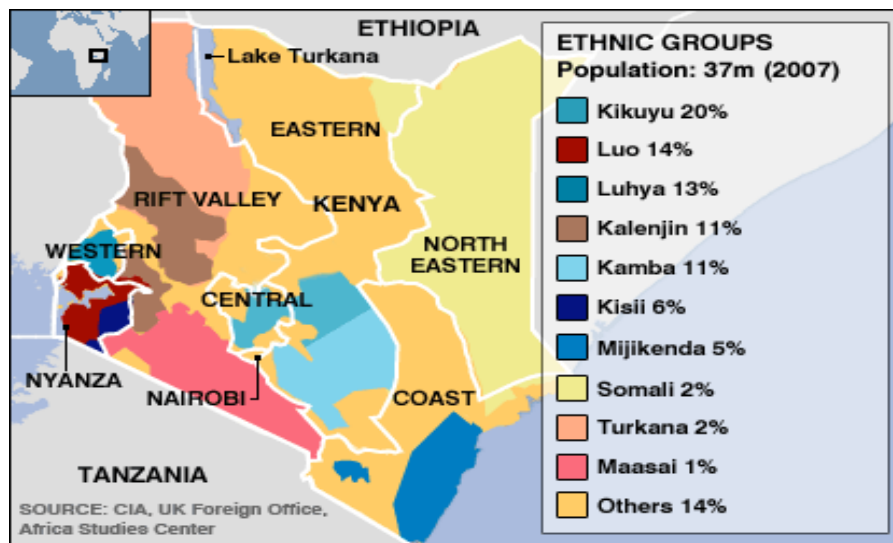 ETHIOPIA
Lake Turkana
EASTERN
RIFT VALLEY
KENYA
WESTERN
NORTH
EASTERN
CENTRAL
NYANZA
NAIROBI
COAST
TANZANIA
SOURCE: CIA, UK Foreign Office,
Africa Studies Center
ETHNIC GROUPS
Population: 37m (2007)
Kikuyu 20%
Luo 14%
Luhya 13%
Kalenjin 11%
Kamba 11%
Kisii 6%
Mijikenda 5%
Somali 2%
Turkana 2%
Maasai 1%
Others 14%